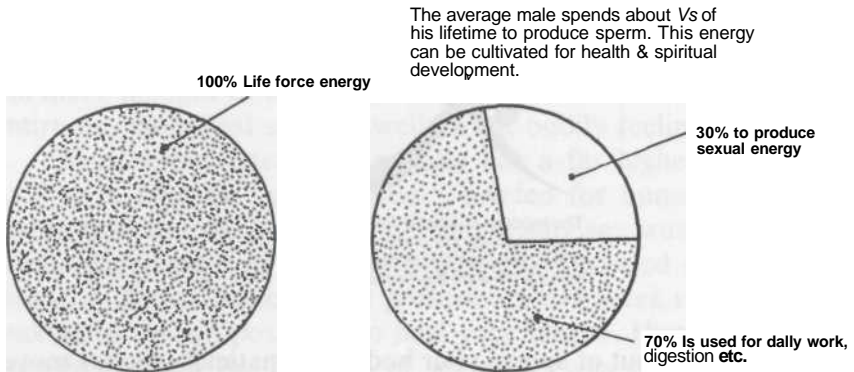 The average male spends about Vs of
his lifetime to produce sperm. This energy
can be cultivated for health & spiritual
development.
100% Life force energy
30% to produce
sexual energy
70% Is used for dally work,
digestion etc.